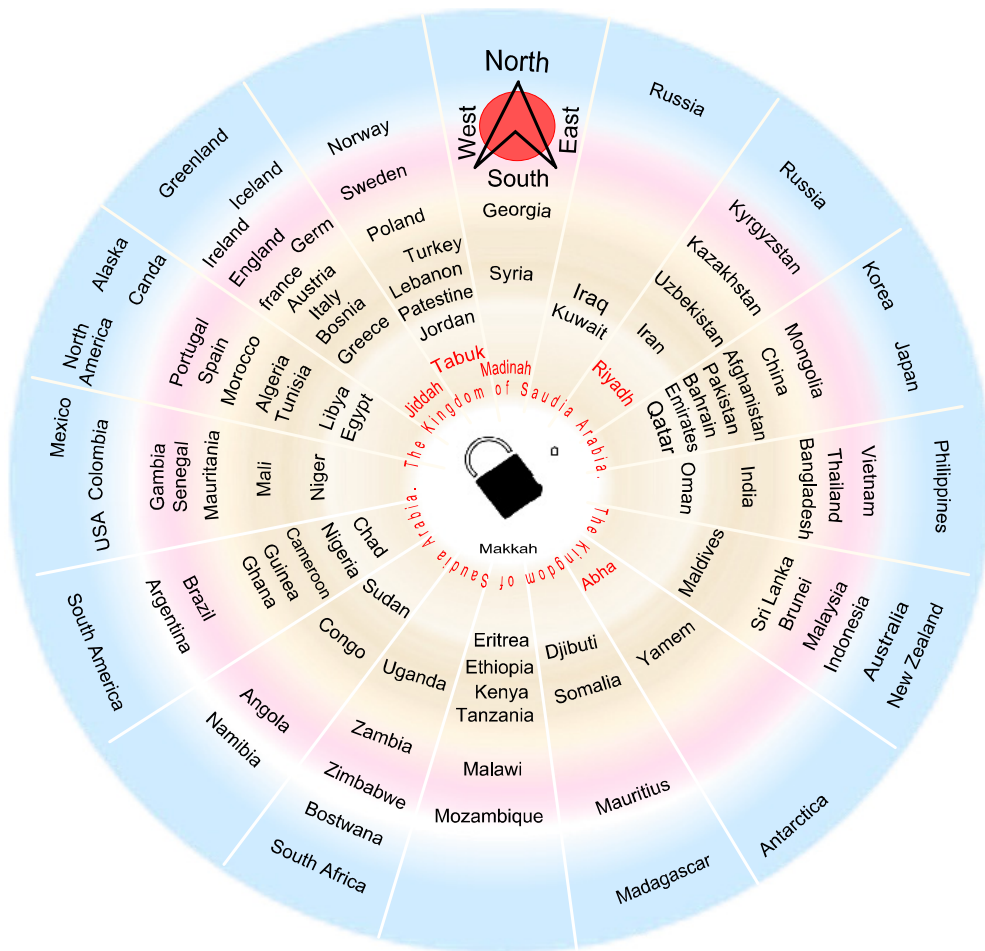 North
West
East
South
Georgia
Syria
Madinah
Russia
Iraq
Kuwait
Riyadh
Russia
Kyrgyzstan
Kazakhstan
Uzbekistan
Iran
Korea
Japan
Mongolia
China
Afghanistan
Pakistan
Bahrain
Emirates
Qatar
Philippines
Vietnam
Thailand
Bangladesh
India
Oman
Maldives
Sri Lanka
Brunei
Malaysia
Indonesia
Australia
New Zealand
Abha
Yamem
Antarctica
Djibuti
Somalia
Mauritius
Madagascar
Makkah
Eritrea
Ethiopia
Kenya
Tanzania
Malawi
Mozambique
Uganda
Zambia
Zimbabwe
Bostwana
South Africa
Sudan
Congo
Angola
Namibia
Chad
Nigeria
Cameroon
Guinea
Ghana
Brazil
Argentina
South America
Niger
Mali
Mauritania
Senegal
Gambia
USA Colombia
Mexico
Egypt
Libya
Tunisia
Algeria
Morocco
Spain
Portugal
North
America
Canda
Alaska
Jiddah
Greece
Bosnia
Italy
Austria
france
Germ
England
Ireland
Iceland
Greenland
Tabuk
Jordan
Patestine
Lebanon
Turkey
Poland
Sweden
Norway
The Kingdom of Saudia Arabia.
The Kingdom of Saudia Arabia.